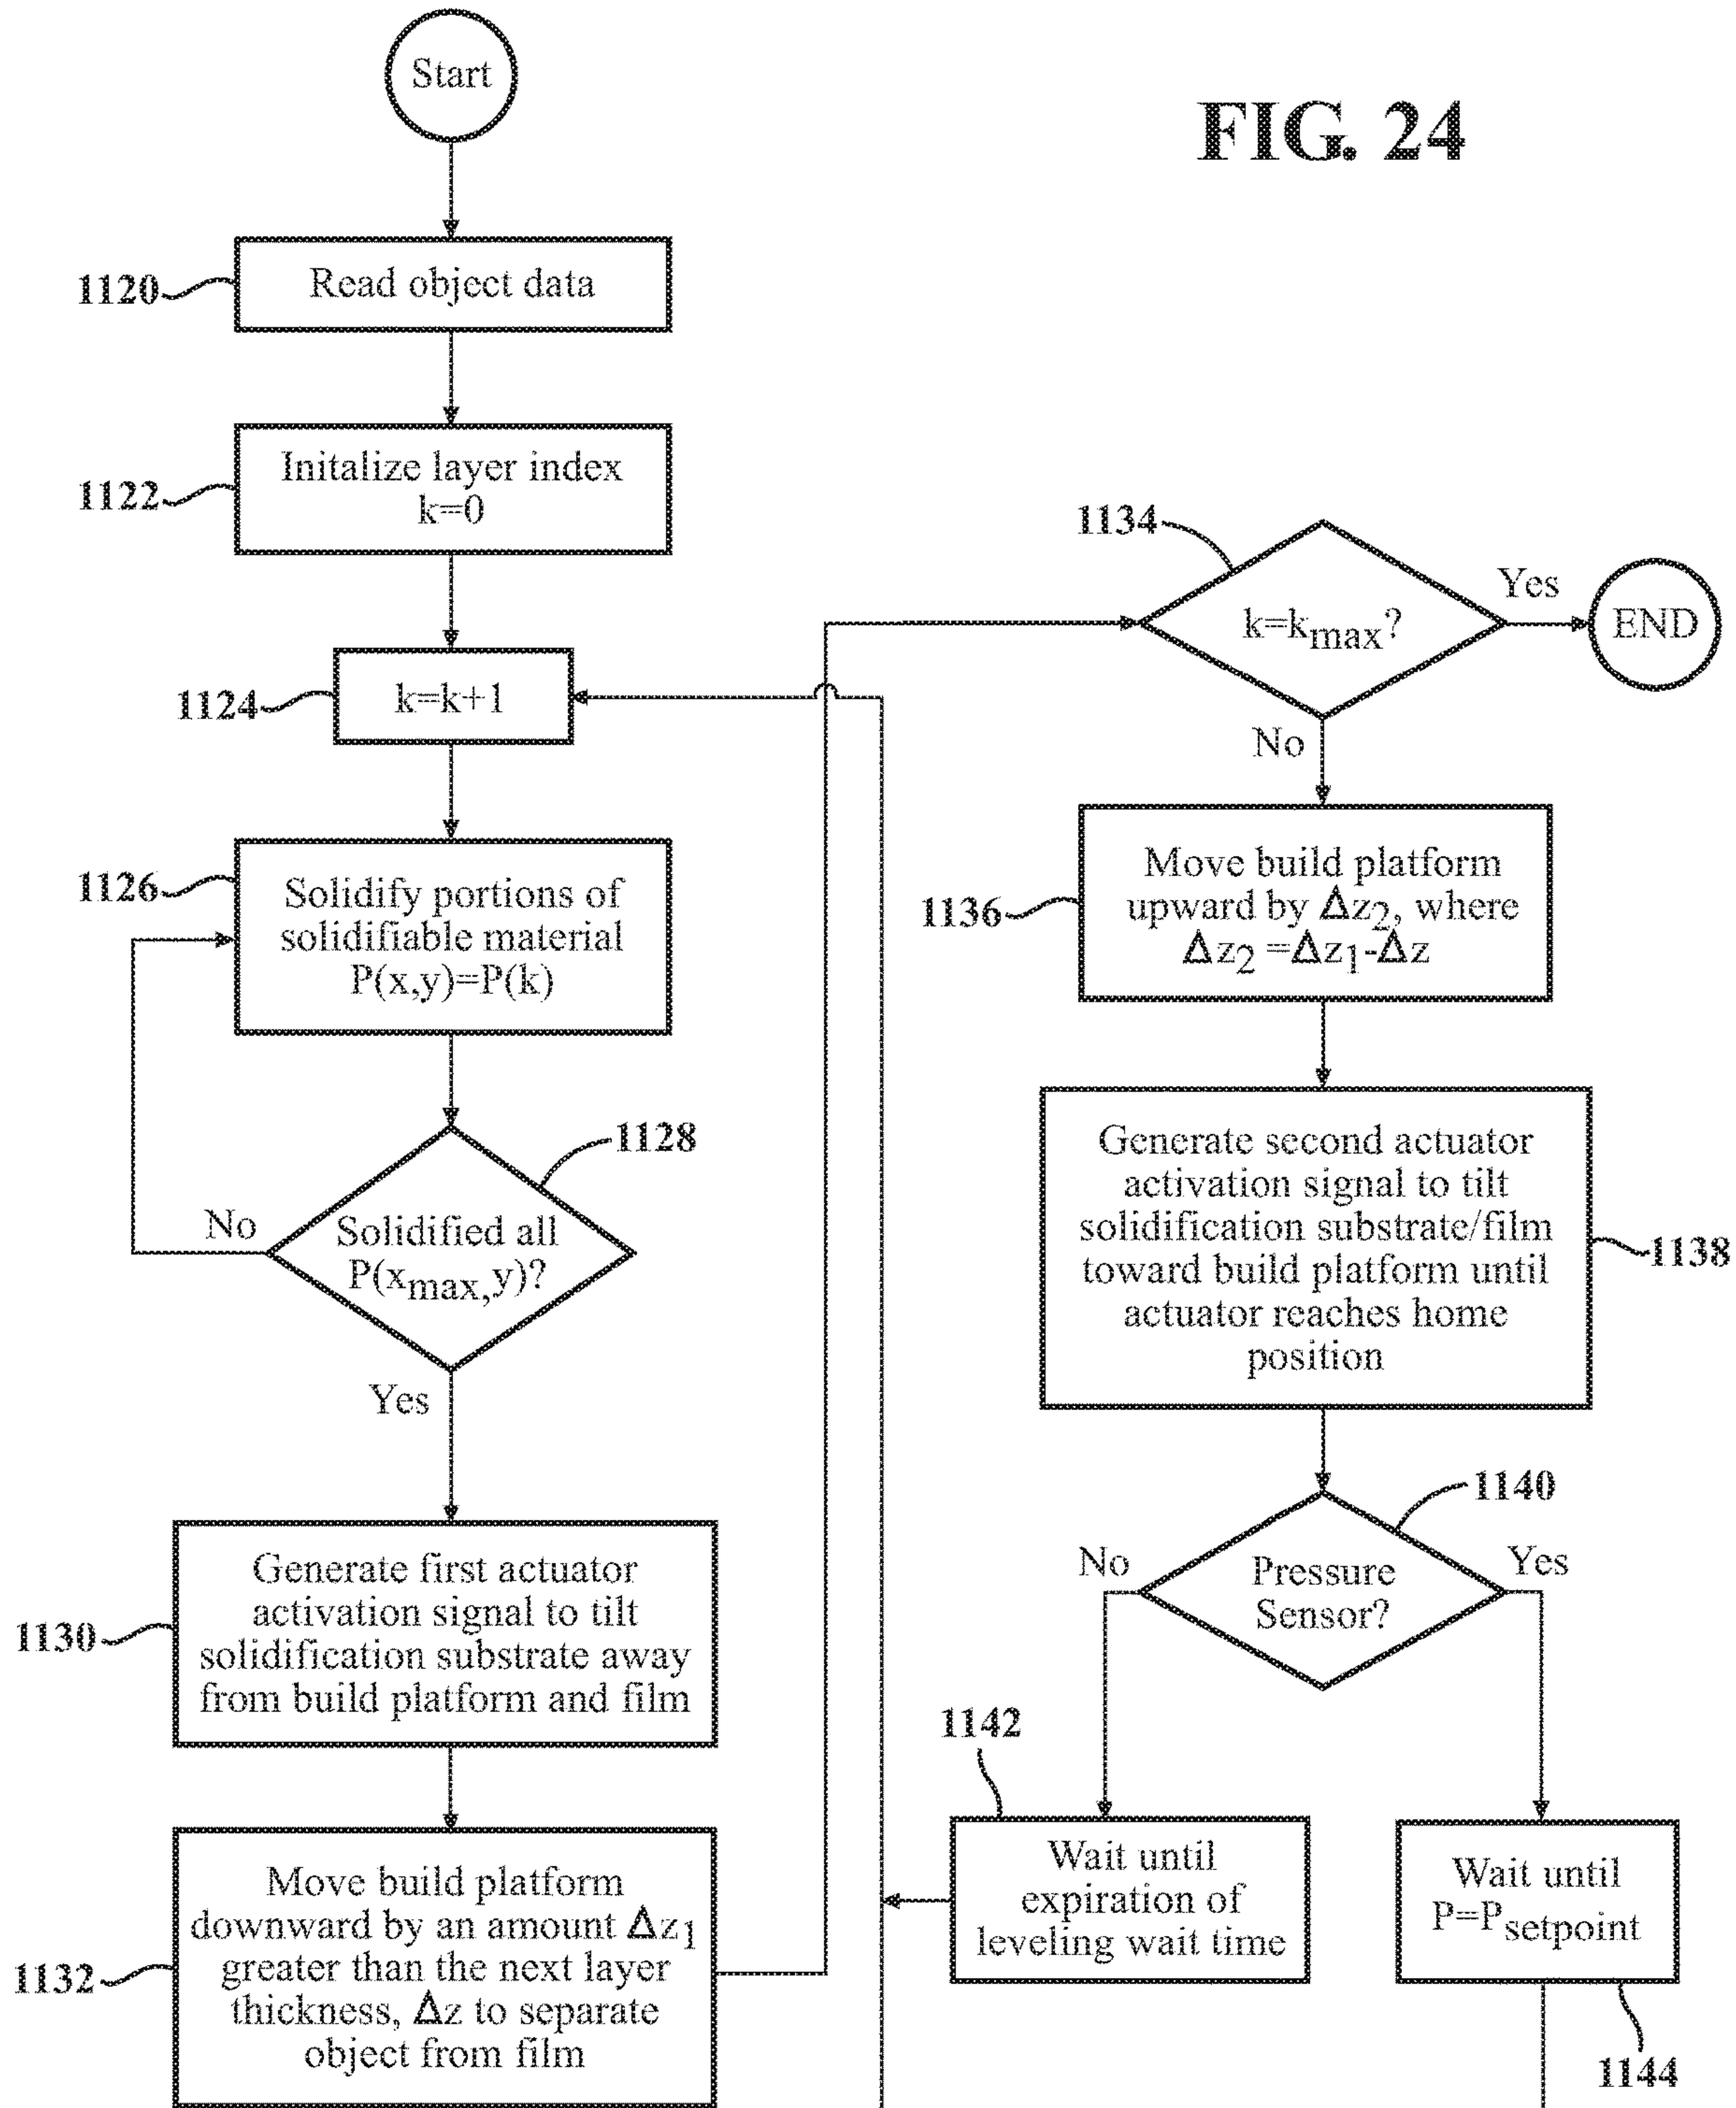 Start
FIG. 24
1120
Read object data
1122
Initalize layer index
k=0
1124
k=k+1
1126
Solidify portions of
solidifiable material
P(x,y)=P(k)
1128
No
Solidified all
P(xmax,y)?
Yes
1130
Generate first actuator
activation signal to tilt
solidification substrate away
from build platform and film
1132
Move build platform
downward by an amount Δz1
greater than the next layer
thickness, Δz to separate
object from film
1134
k=kmax?
Yes
END
No
1136
Move build platform
upward by Δz2, where
Δz2 =Δz1-Δz
Generate second actuator
activation signal to tilt
solidification substrate/film
toward build platform until
actuator reaches home
position
1138
1140
No
Pressure
Sensor?
Yes
1142
Wait until
expiration of
leveling wait time
Wait until
P=Psetpoint
1144